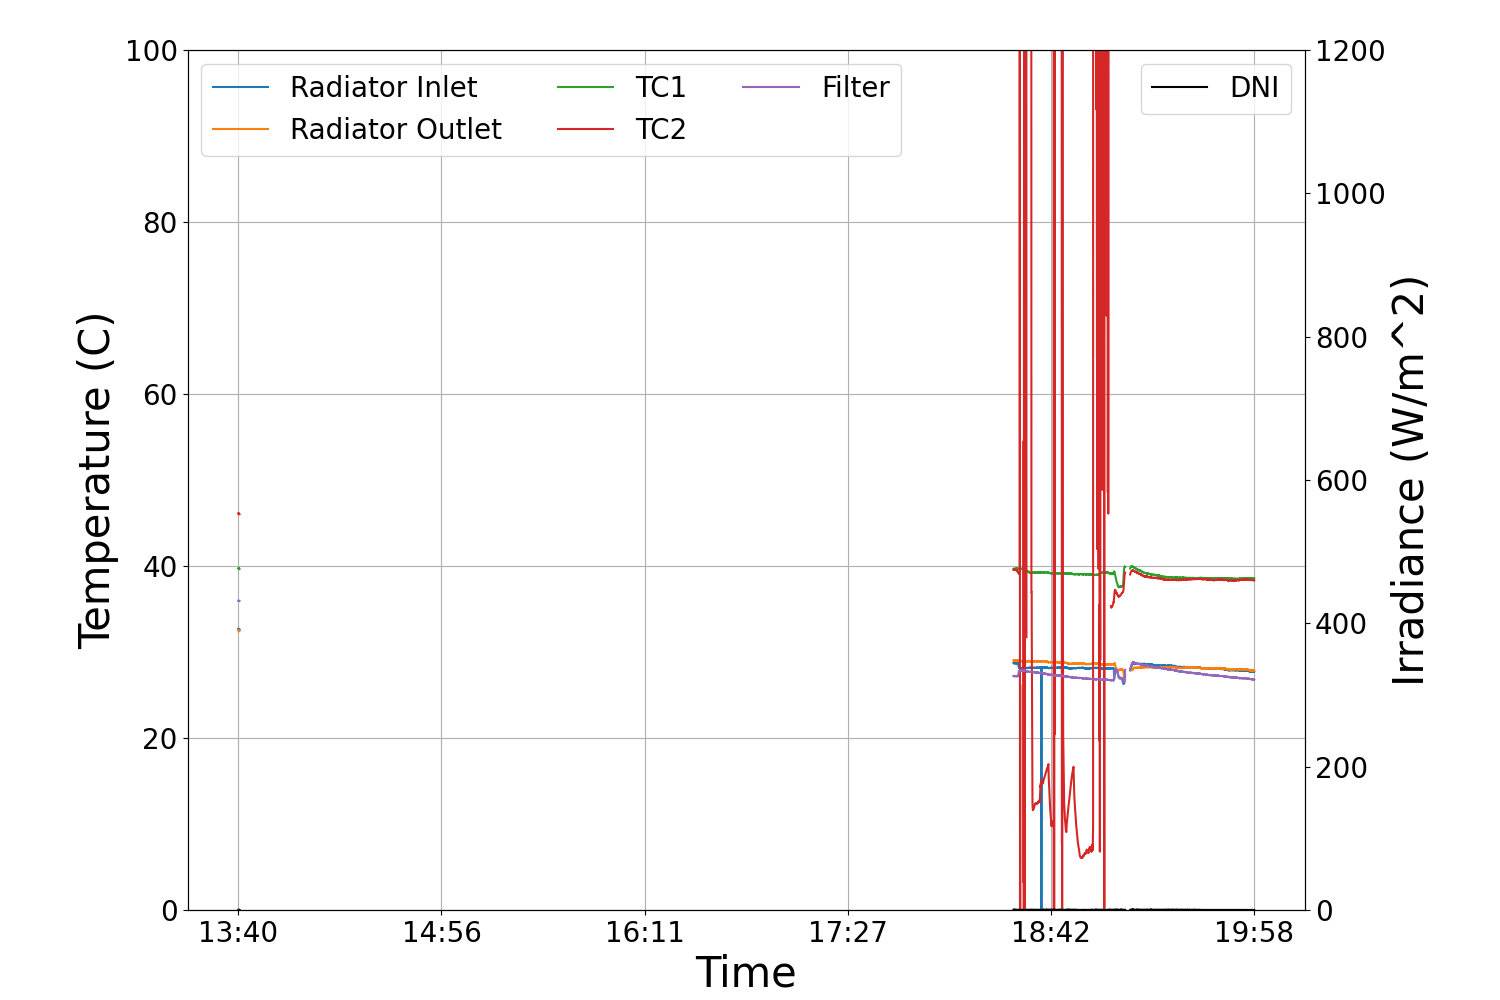 100
80
60
40
20
0
Temperature (C)
Radiator Inlet
Radiator Outlet
TC1
TC2
Filter
DNI
1200
1000
800
600
400
200
0
Irradiance (W/m^2)
13:40 14:56 16:11 17:27 18:42 19:58
Time